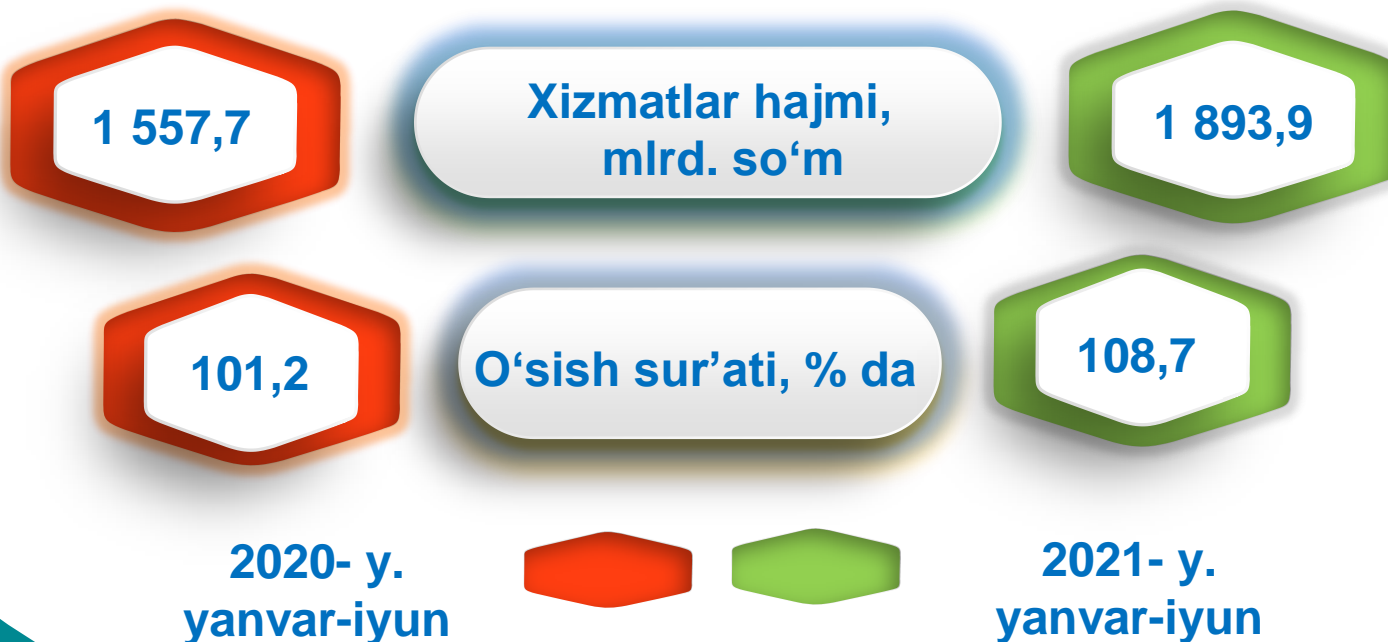 1 557,7
Xizmatlar hajmi,
mlrd. so‘m
1 893,9
101,2
O‘sish sur’ati, % da
108,7
2020- y.
yanvar-iyun
2021- y.
yanvar-iyun